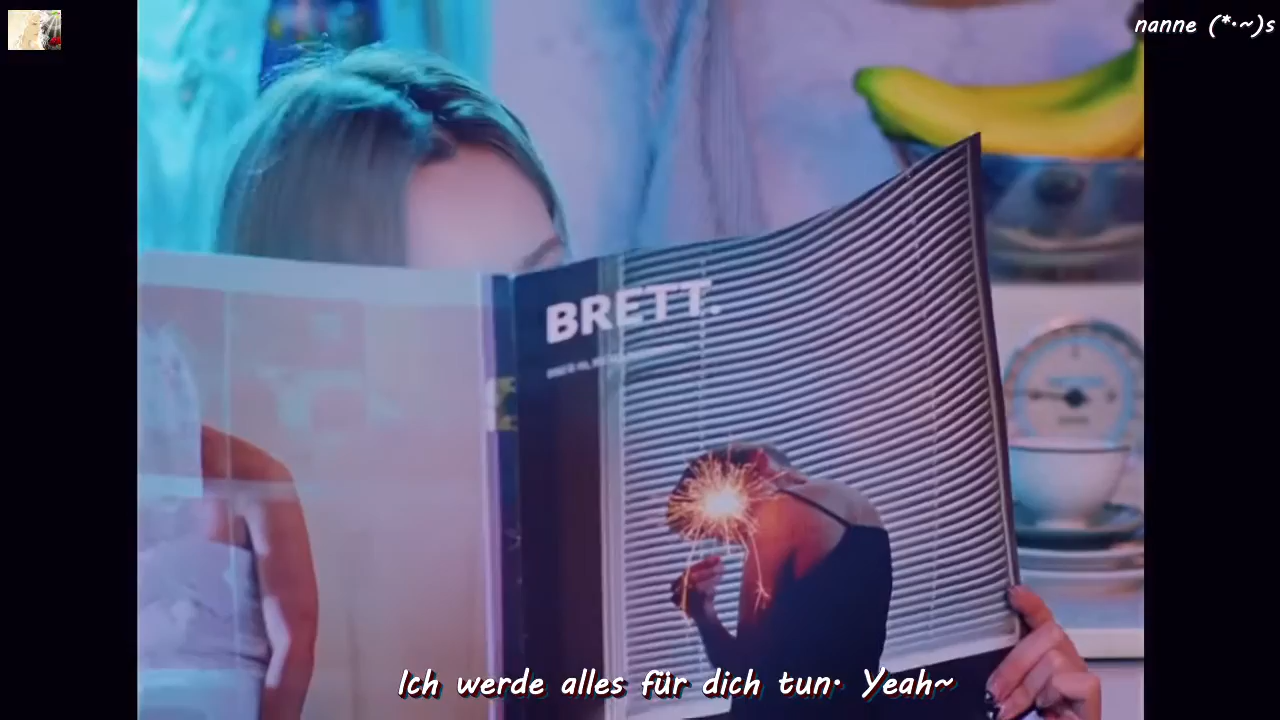 nanne (*·~)s
BRETT.
Ich werde alles für dich tun· Yeah~